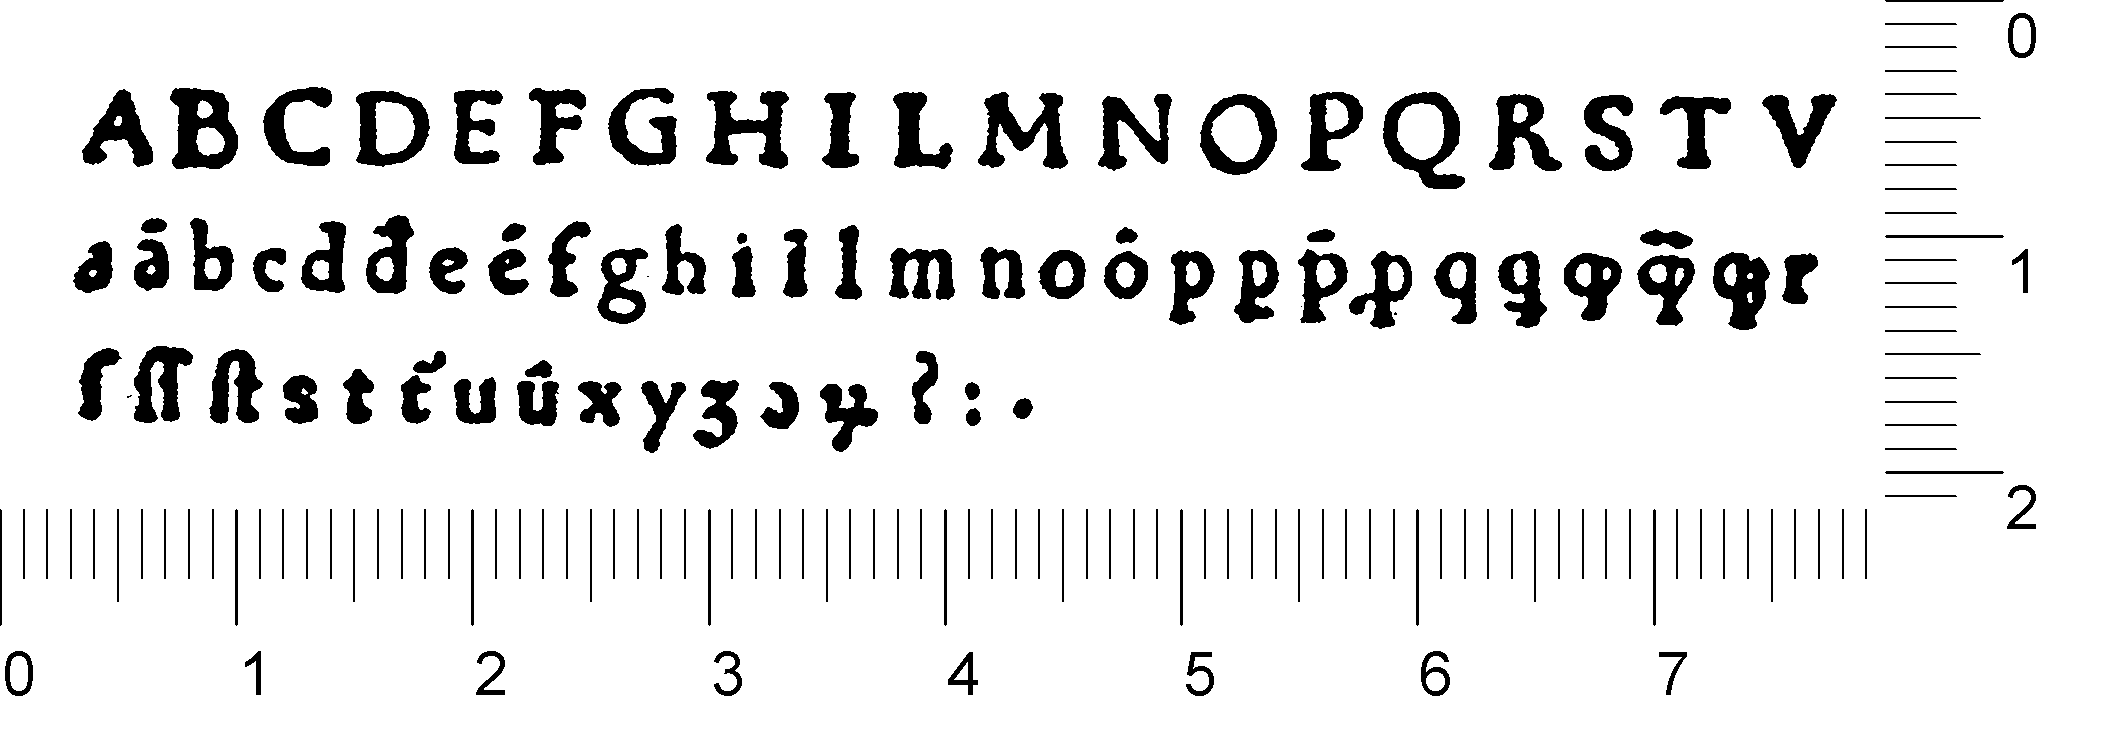 A B C D E F G H I L M N O P Q R S T V
a ā b c d đ e é f g h i l l m n o ô p ꝑ p̄ ꝓ q ꝗ ꝙ ꝙ̃ ꝙ r
ſ ſſ ſt s t t̃ u û x y ꝫ ꝯ ꝝ ? : .
0 1 2 3 4 5 6 7
0
1
2